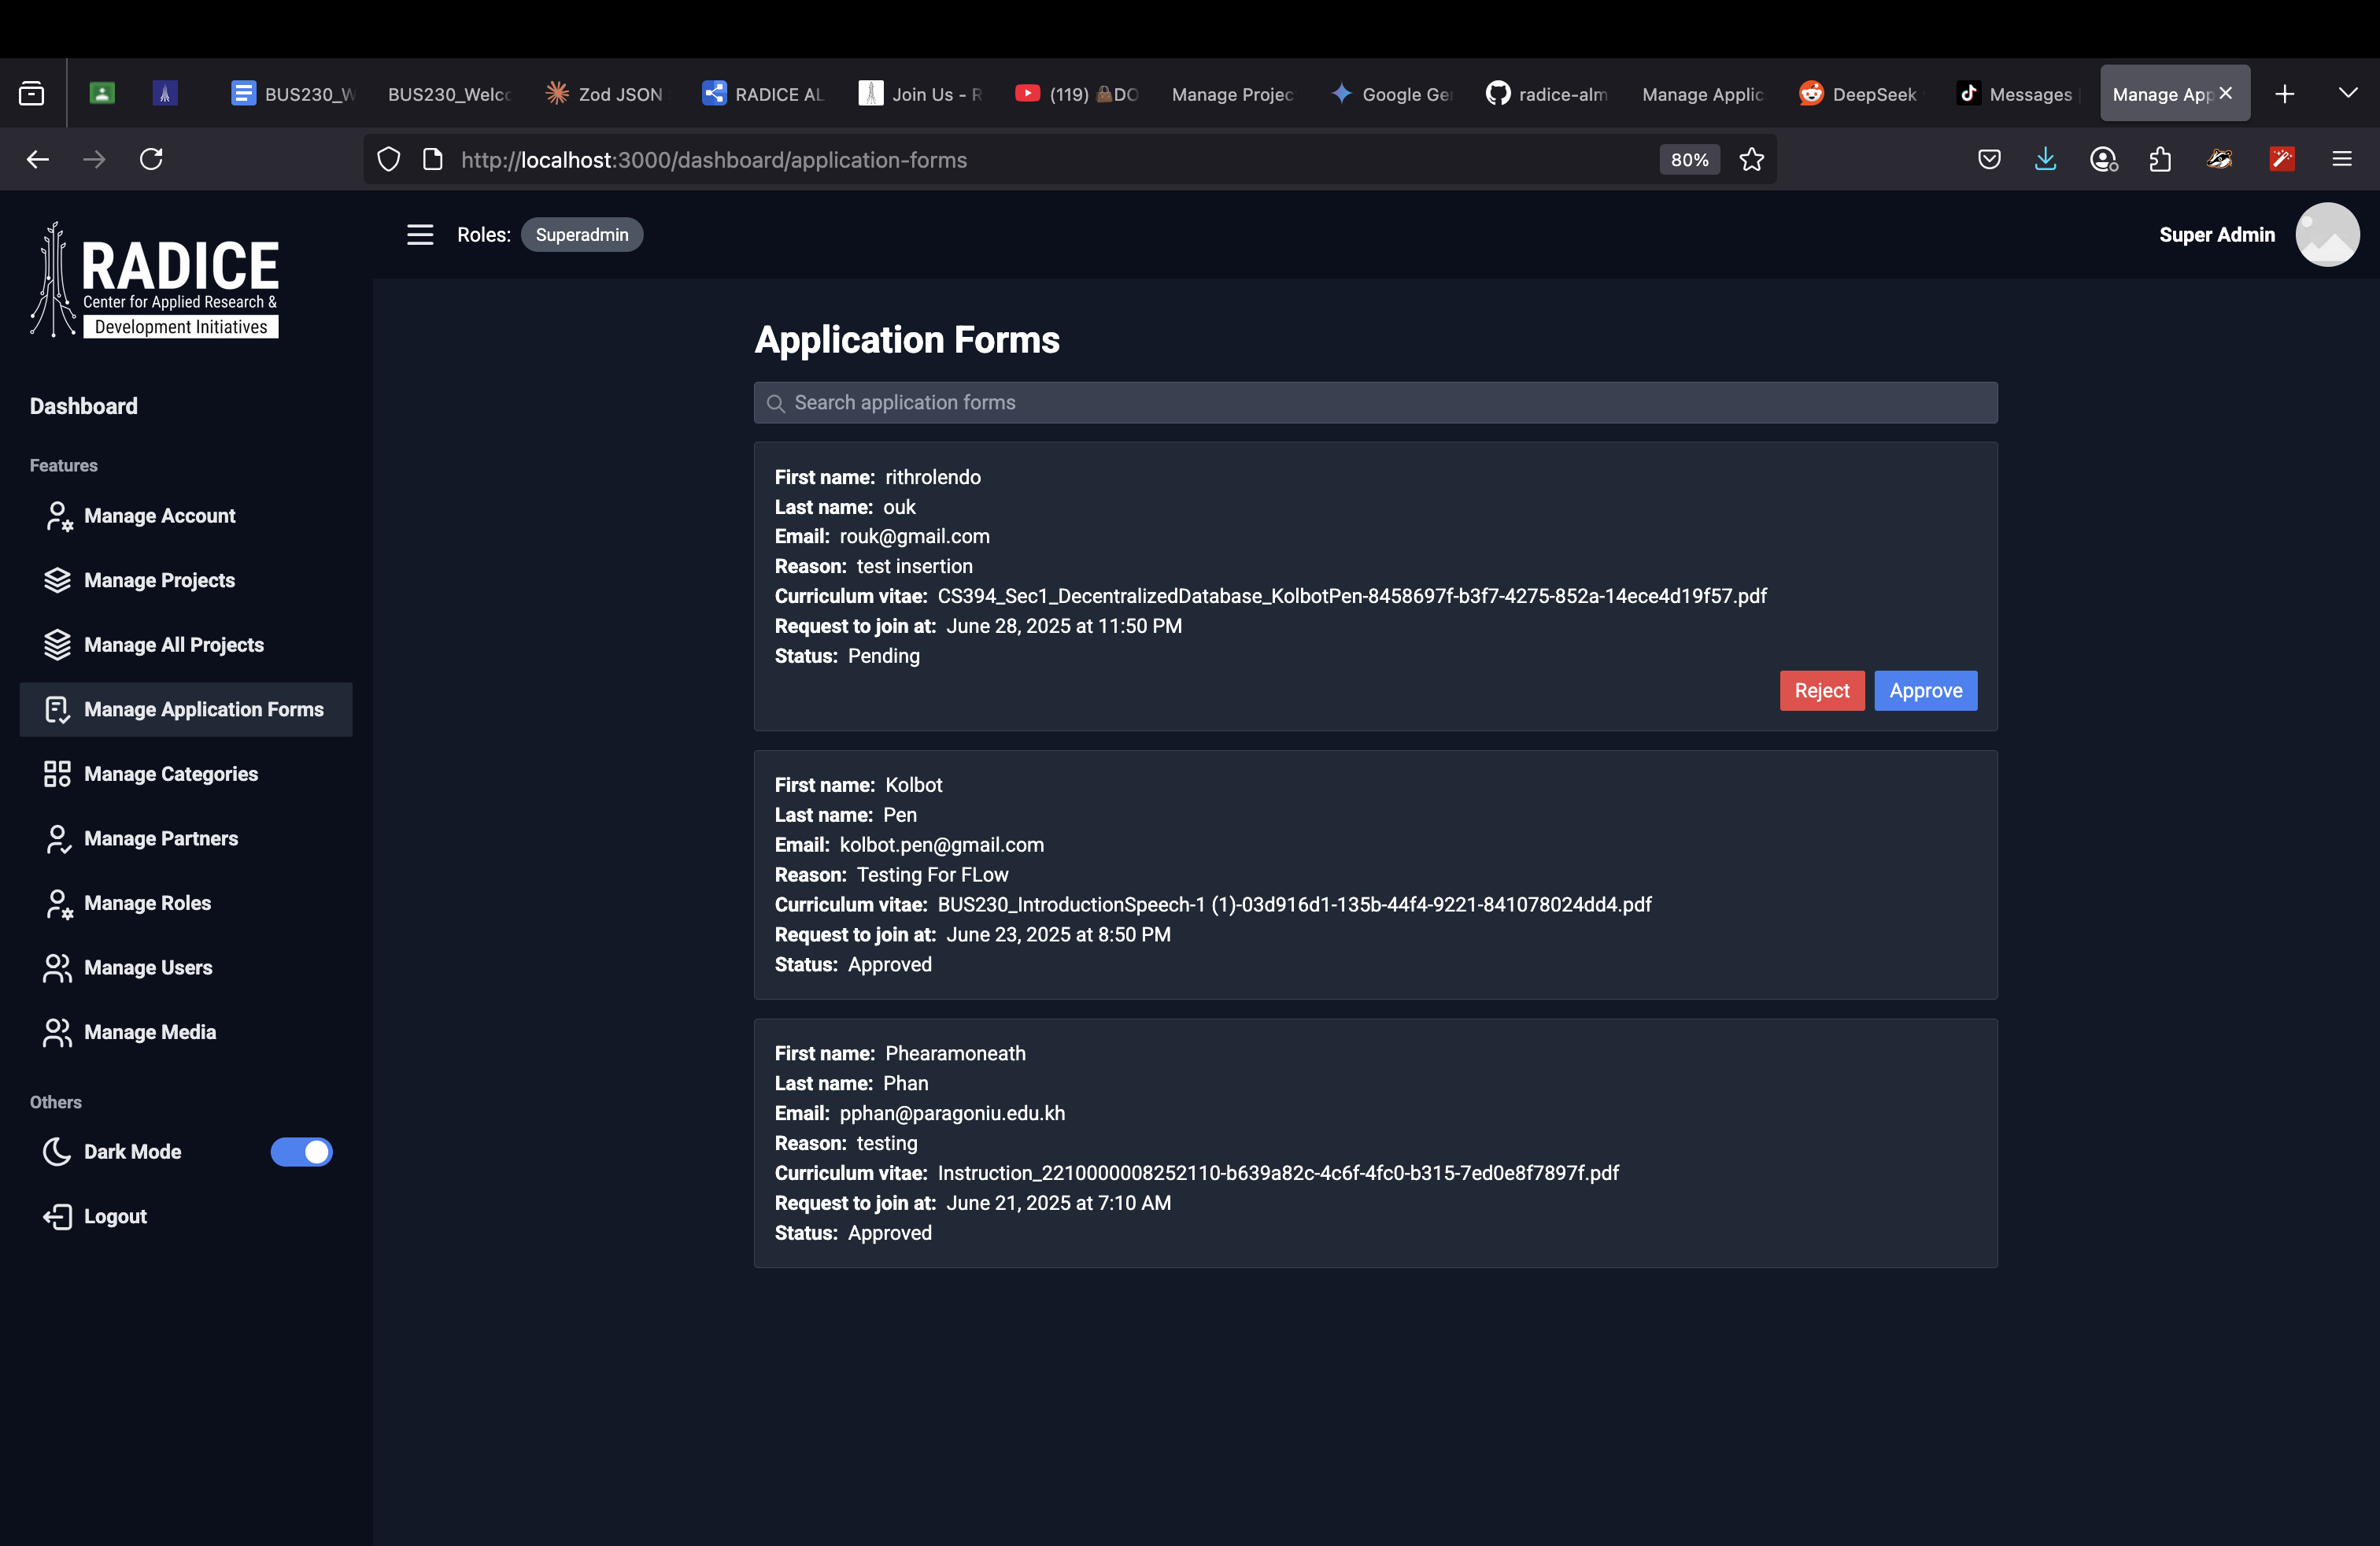 BUS230_W
BUS230_Welc
Zod JSON
RADICE AL
Join Us - R
(119) DO
Manage Projec
Google Ge
radice-alm
Manage Applic
DeepSeek
Messages
Manage App
http://localhost:3000/dashboard/application-forms
80%
RADICE
Center for Applied Research &
Development Initiatives
Roles: Superadmin
Super Admin
Dashboard
Features
Manage Account
Manage Projects
Manage All Projects
Manage Application Forms
Manage Categories
Manage Partners
Manage Roles
Manage Users
Manage Media
Others
Dark Mode
Logout
Application Forms
Search application forms
First name: rithrolendo
Last name: ouk
Email: rouk@gmail.com
Reason: test insertion
Curriculum vitae: CS394_Sec1_DecentralizedDatabase_KolbotPen-8458697f-b3f7-4275-852a-14ece4d19f57.pdf
Request to join at: June 28, 2025 at 11:50 PM
Status: Pending
Reject
Approve
First name: Kolbot
Last name: Pen
Email: kolbot.pen@gmail.com
Reason: Testing For FLow
Curriculum vitae: BUS230_IntroductionSpeech-1 (1)-03d916d1-135b-44f4-9221-841078024dd4.pdf
Request to join at: June 23, 2025 at 8:50 PM
Status: Approved
First name: Phearamoneath
Last name: Phan
Email: pphan@paragoniu.edu.kh
Reason: testing
Curriculum vitae: Instruction_2210000008252110-b639a82c-4c6f-4fc0-b315-7ed0e8f7897f.pdf
Request to join at: June 21, 2025 at 7:10 AM
Status: Approved